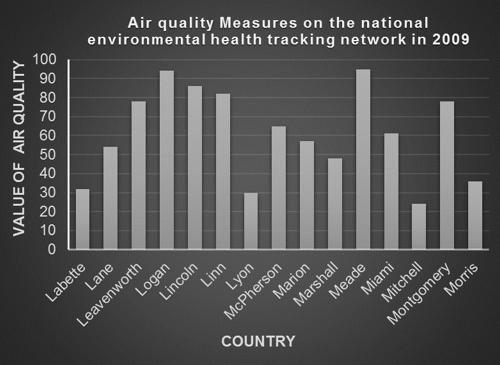 Air quality Measures on the national
environmental health tracking network in 2009
VALUE OF AIR QUALITY
100
90
80
70
60
50
40
30
20
10
0
Labette
Lane
Leavenworth
Logan
Lincoln
Linn
Lyon
McPherson
Marion
Marshall
Meade
Miami
Mitchell
Montgomery
Morris
COUNTRY